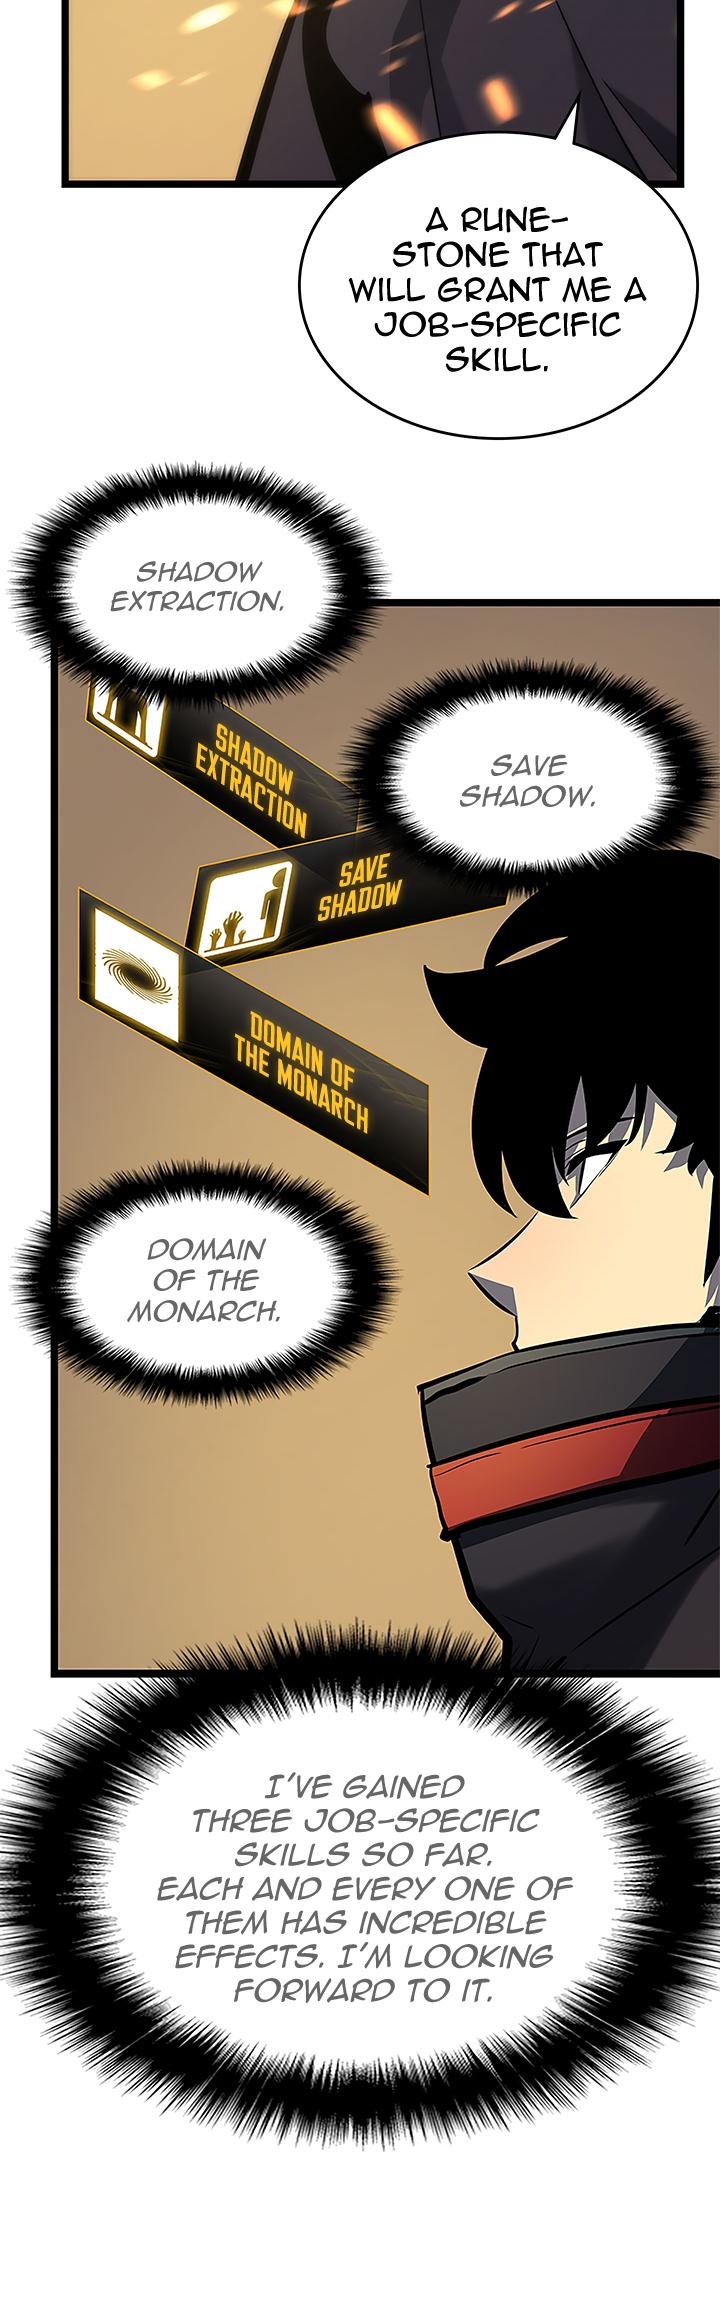 A RUNE-
STONE THAT
WILL GRANT ME A
JOB-SPECIFIC
SKILL.
SHADOW
EXTRACTION.
SHADOW
EXTRACTION
SAVE
SHADOW.
SAVE
SHADOW
DOMAIN OF
THE MONARCH
DOMAIN
OF THE
MONARCH.
I'VE GAINED
THREE JOB-SPECIFIC
SKILLS SO FAR.
EACH AND EVERY ONE OF
THEM HAS INCREDIBLE
EFFECTS. I'M LOOKING
FORWARD TO IT.